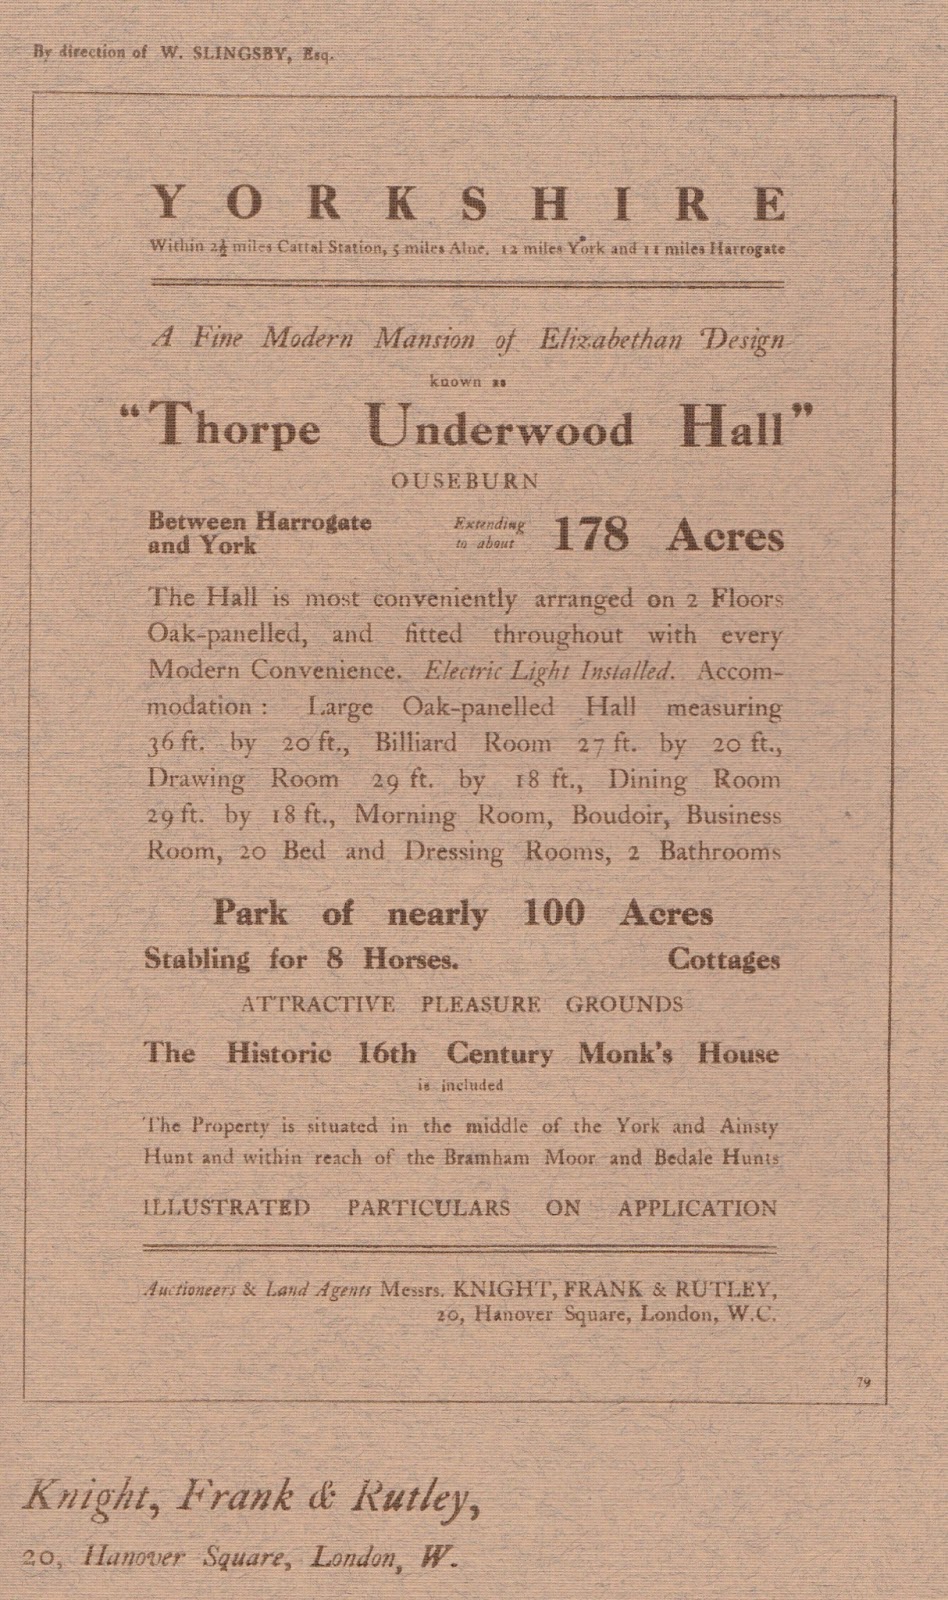 By direction of W. SLINGSBY, Esq.
YORKSHIRE
Within 2½ miles Cattal Station, 5 miles Alne, 12 miles York and 11 miles Harrogate
A Fine Modern Mansion of Elizabethan Design
known as
“Thorpe Underwood Hall”
OUSEBURN
Between Harrogate
and York
Extending
to about
178 Acres
The Hall is most conveniently arranged on 2 Floors
Oak-panelled, and fitted throughout with every
Modern Convenience. Electric Light Installed. Accom-
modation : Large Oak-panelled Hall measuring
36 ft. by 20 ft., Billiard Room 27 ft. by 20 ft.,
Drawing Room 29 ft. by 18 ft., Dining Room
29 ft. by 18 ft., Morning Room, Boudoir, Business
Room, 20 Bed and Dressing Rooms, 2 Bathrooms
Park of nearly 100 Acres
Stabling for 8 Horses. Cottages
ATTRACTIVE PLEASURE GROUNDS
The Historic 16th Century Monk's House
is included
The Property is situated in the middle of the York and Ainsty
Hunt and within reach of the Bramham Moor and Bedale Hunts
ILLUSTRATED PARTICULARS ON APPLICATION
Auctioneers & Land Agents Messrs. KNIGHT, FRANK & RUTLEY,
20, Hanover Square, London, W.C.
79
Knight, Frank & Rutley,
20, Hanover Square, London, W.